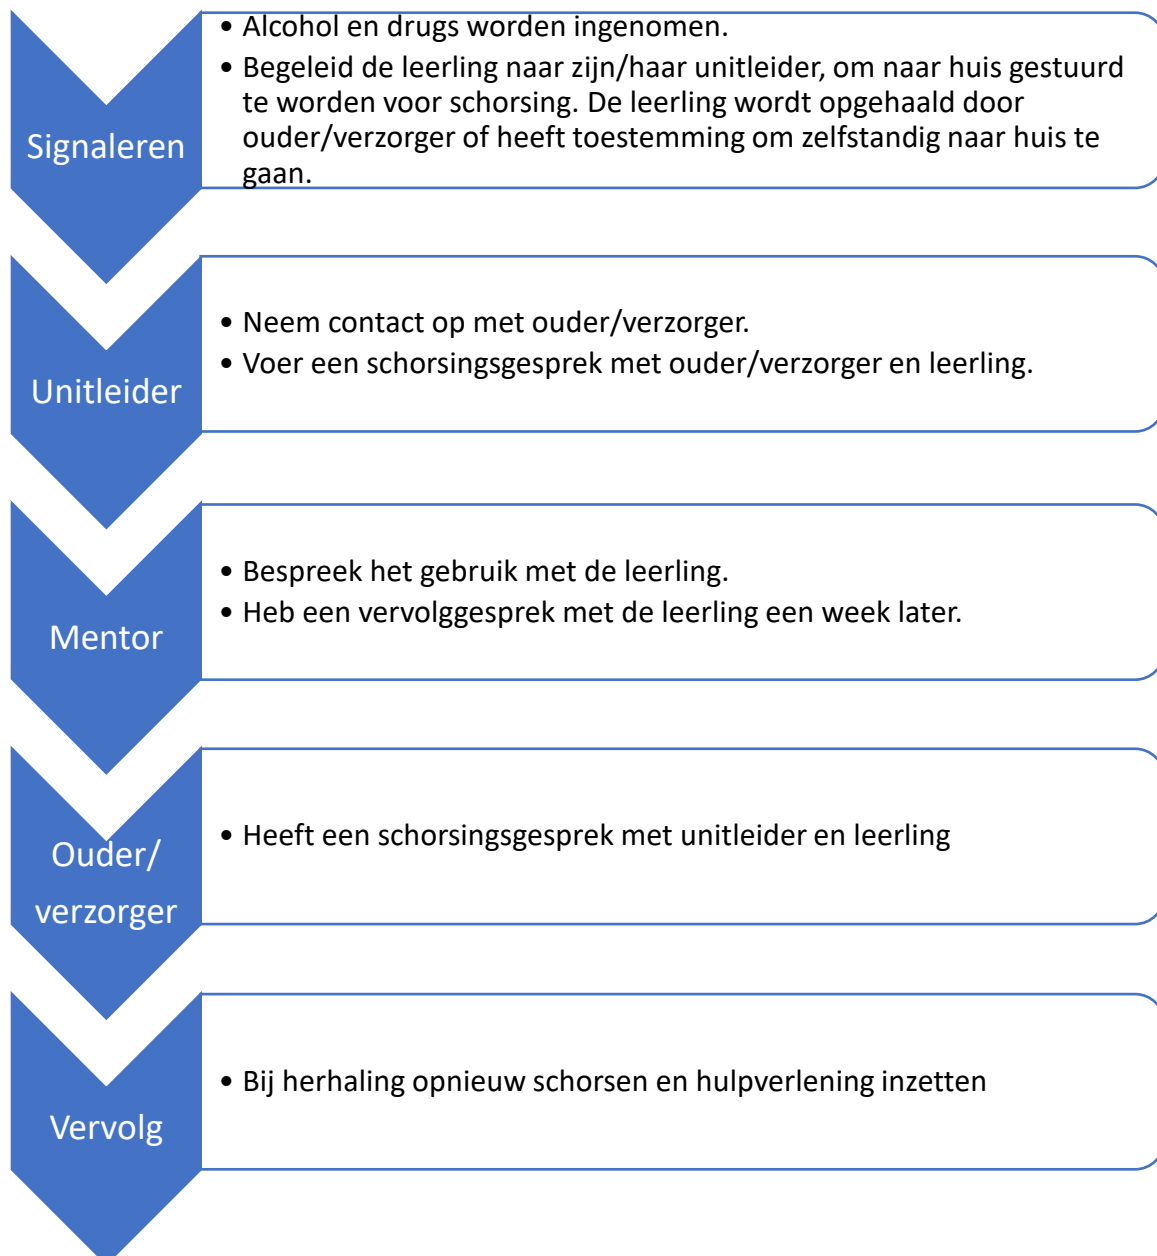 Signaleren
• Alcohol en drugs worden ingenomen.
• Begeleid de leerling naar zijn/haar unitleider, om naar huis gestuurd
te worden voor schorsing. De leerling wordt opgehaald door
ouder/verzorger of heeft toestemming om zelfstandig naar huis te
gaan.
Unitleider
• Neem contact op met ouder/verzorger.
• Voer een schorsingsgesprek met ouder/verzorger en leerling.
Mentor
• Bespreek het gebruik met de leerling.
• Heb een vervolggesprek met de leerling een week later.
Ouder/
verzorger
• Heeft een schorsingsgesprek met unitleider en leerling
Vervolg
• Bij herhaling opnieuw schorsen en hulpverlening inzetten